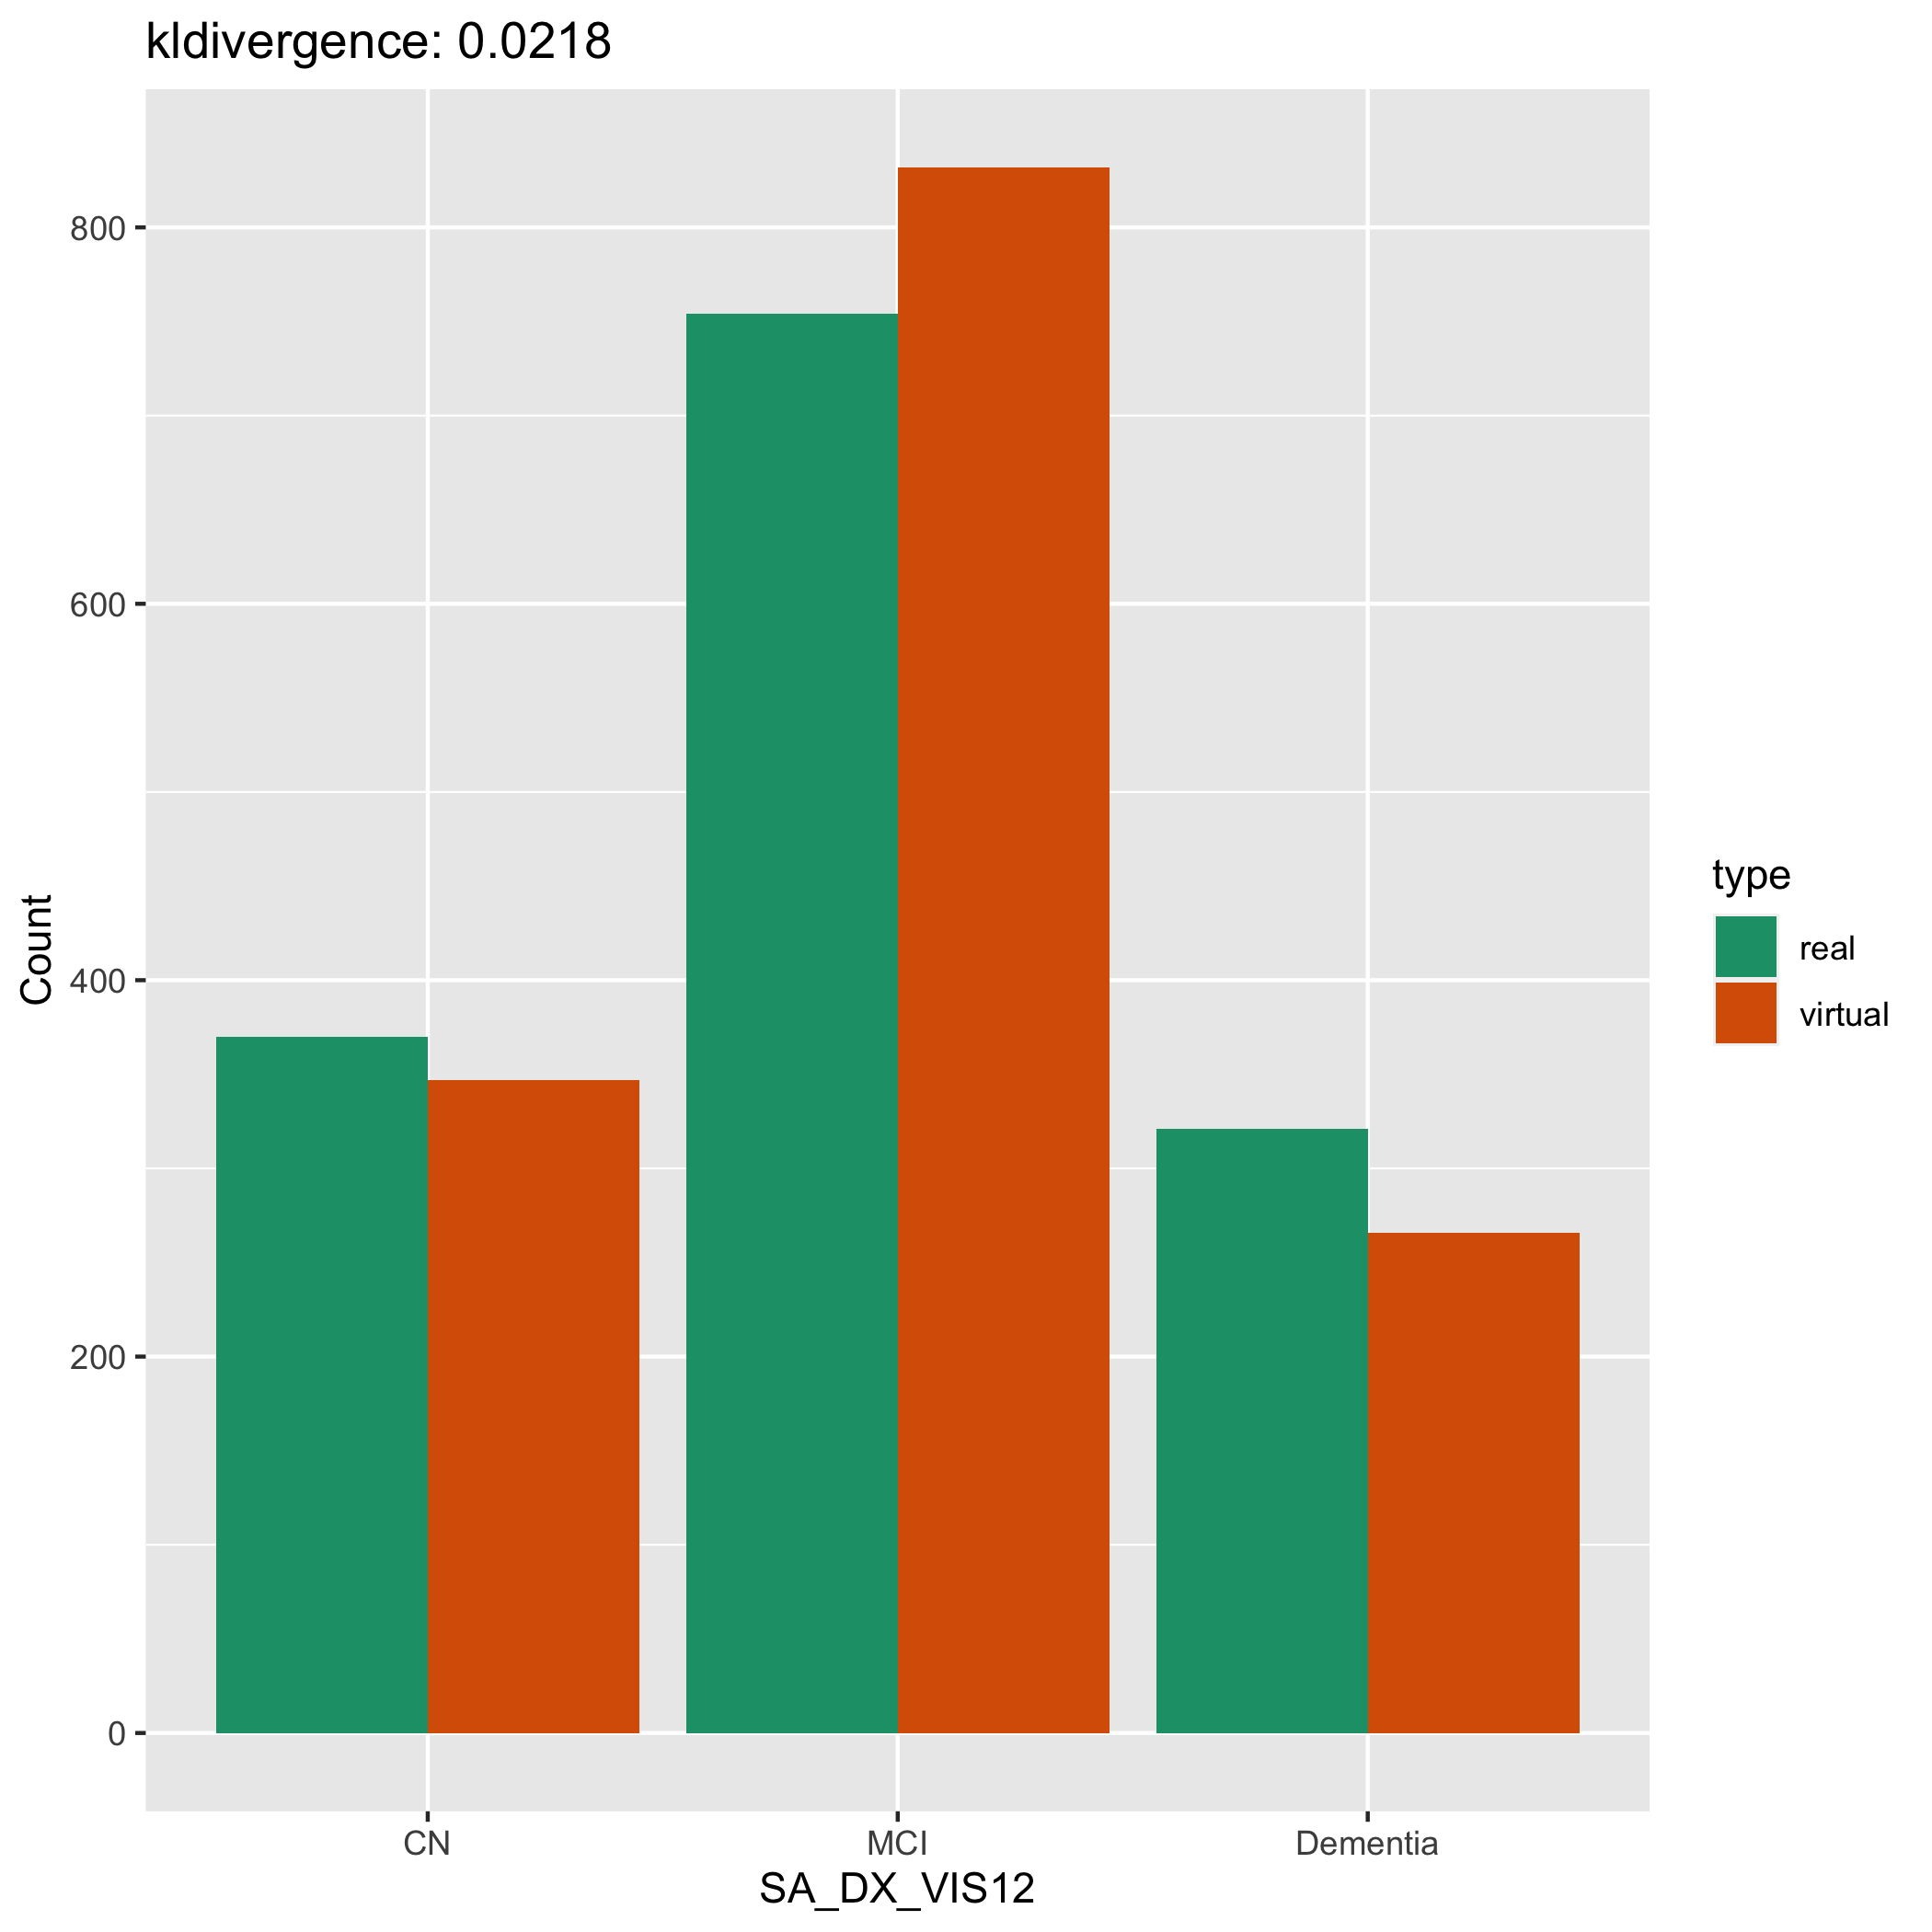 kldivergence: 0.0218
Count
800
600
400
200
0
CN
MCI
Dementia
SA_DX_VIS12
type
real
virtual